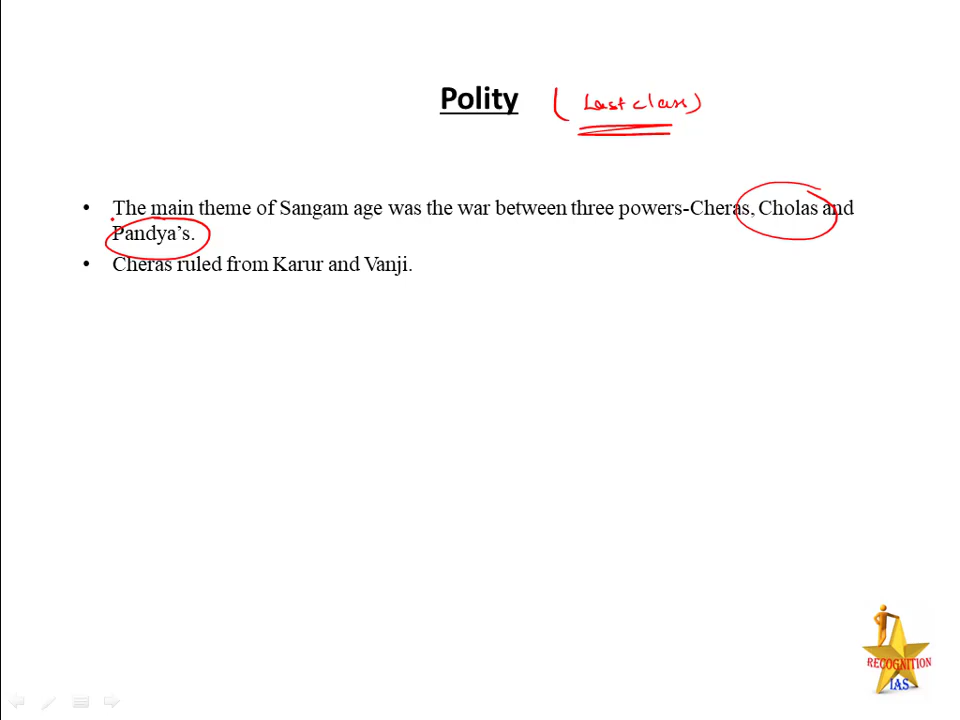 Polity (Last class)
• The main theme of Sangam age was the war between three powers-Cheras, Cholas and
Pandya’s.
• Cheras ruled from Karur and Vanji.
RECOGNITION
IAS